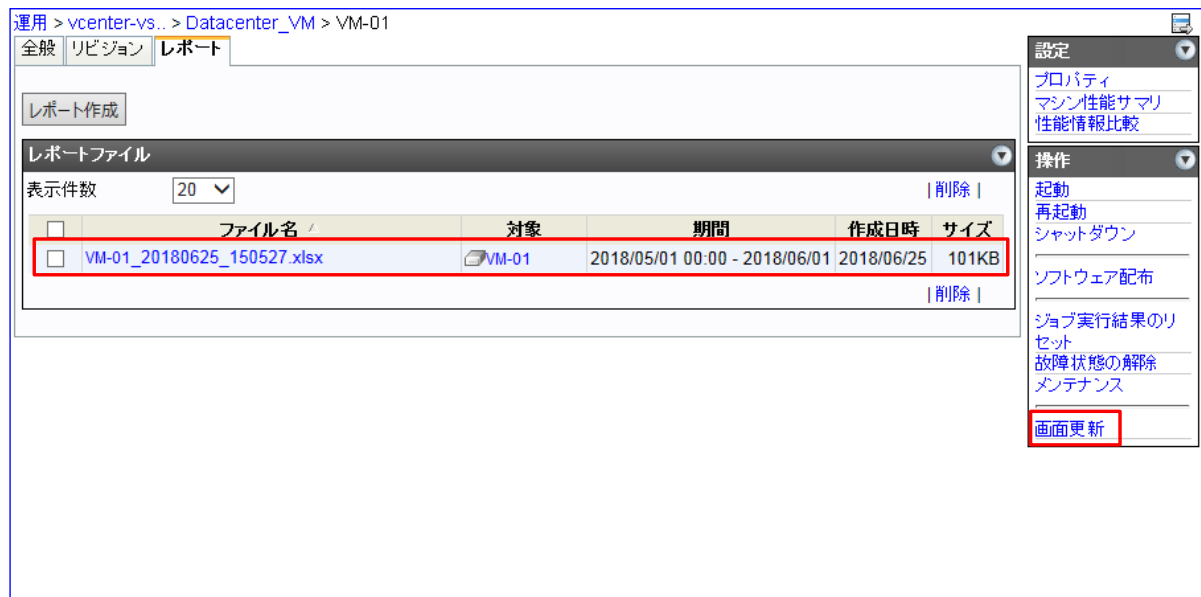 運用 > vcenter-vs.. > Datacenter_VM > VM-01
全般 リビジョン レポート
レポート作成
レポートファイル
表示件数 20 |削除|
ファイル名 対象 期間 作成日時 サイズ
VM-01_20180625_150527.xlsx VM-01 2018/05/01 00:00 - 2018/06/01 2018/06/25 101KB
|削除|
設定
プロパティ
マシン性能サマリ
性能情報比較
操作
起動
再起動
シャットダウン
ソフトウェア配布
ジョブ実行結果のリ
セット
故障状態の解除
メンテナンス
画面更新